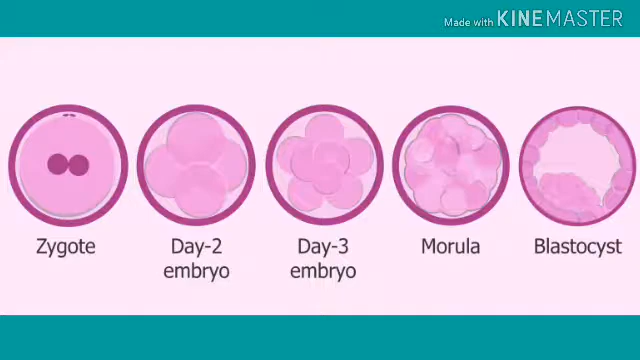 Made with KINEMASTER
Zygote
Day-2
embryo
Day-3
embryo
Morula
Blastocyst